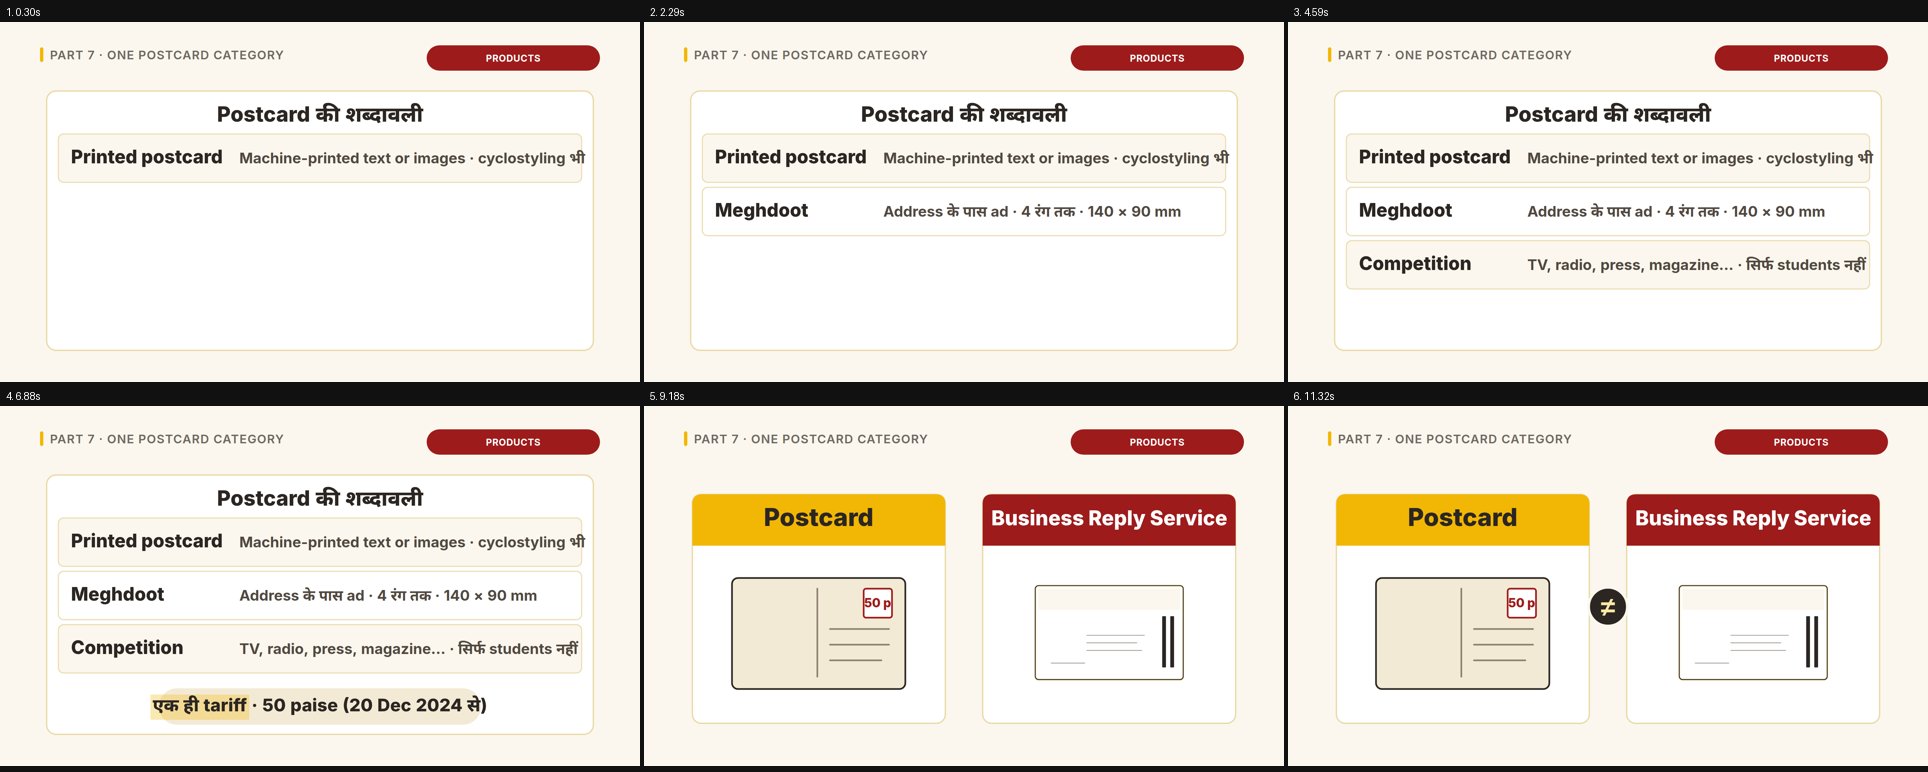 1. 0.30s
PART 7 · ONE POSTCARD CATEGORY
PRODUCTS
Postcard की शब्दावली
Printed postcard Machine-printed text or images · cyclostyling भी
2. 2.29s
PART 7 · ONE POSTCARD CATEGORY
PRODUCTS
Postcard की शब्दावली
Printed postcard Machine-printed text or images · cyclostyling भी
Meghdoot Address के पास ad · 4 रंग तक · 140 × 90 mm
3. 4.59s
PART 7 · ONE POSTCARD CATEGORY
PRODUCTS
Postcard की शब्दावली
Printed postcard Machine-printed text or images · cyclostyling भी
Meghdoot Address के पास ad · 4 रंग तक · 140 × 90 mm
Competition TV, radio, press, magazine... · सिर्फ students नहीं
4. 6.88s
PART 7 · ONE POSTCARD CATEGORY
PRODUCTS
Postcard की शब्दावली
Printed postcard Machine-printed text or images · cyclostyling भी
Meghdoot Address के पास ad · 4 रंग तक · 140 × 90 mm
Competition TV, radio, press, magazine... · सिर्फ students नहीं
एक ही tariff · 50 paise (20 Dec 2024 से)
5. 9.18s
PART 7 · ONE POSTCARD CATEGORY
PRODUCTS
Postcard
Business Reply Service
50 p
6. 11.32s
PART 7 · ONE POSTCARD CATEGORY
PRODUCTS
Postcard
Business Reply Service
50 p
≠